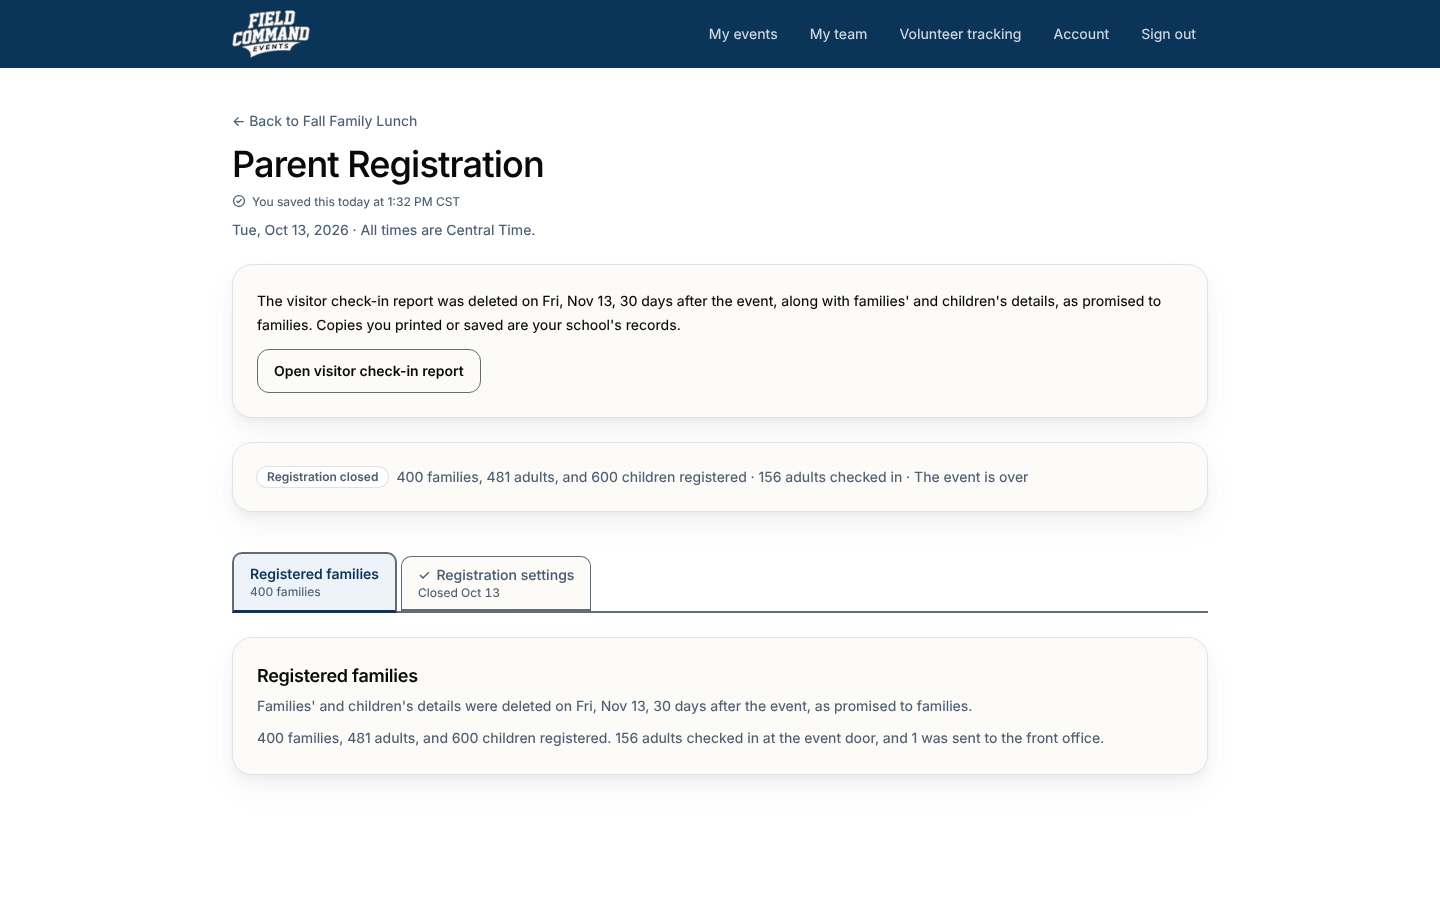 FIELD
COMMAND
EVENTS
My events
My team
Volunteer tracking
Account
Sign out
← Back to Fall Family Lunch
Parent Registration
You saved this today at 1:32 PM CST
Tue, Oct 13, 2026 · All times are Central Time.
The visitor check-in report was deleted on Fri, Nov 13, 30 days after the event, along with families' and children's details, as promised to
families. Copies you printed or saved are your school's records.
Open visitor check-in report
Registration closed 400 families, 481 adults, and 600 children registered · 156 adults checked in · The event is over
Registered families
400 families
✓ Registration settings
Closed Oct 13
Registered families
Families' and children's details were deleted on Fri, Nov 13, 30 days after the event, as promised to families.
400 families, 481 adults, and 600 children registered. 156 adults checked in at the event door, and 1 was sent to the front office.